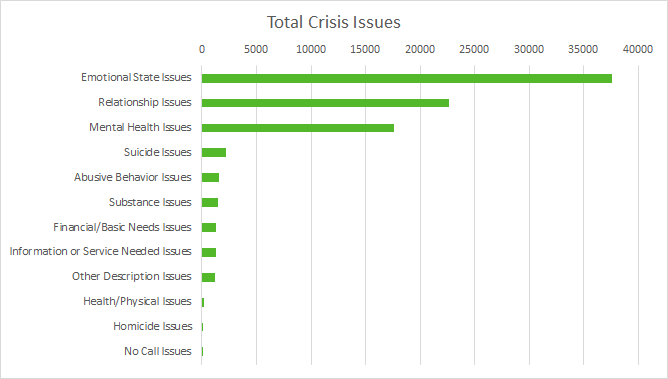 Total Crisis Issues
0 5000 10000 15000 20000 25000 30000 35000 40000
Emotional State Issues
Relationship Issues
Mental Health Issues
Suicide Issues
Abusive Behavior Issues
Substance Issues
Financial/Basic Needs Issues
Information or Service Needed Issues
Other Description Issues
Health/Physical Issues
Homicide Issues
No Call Issues